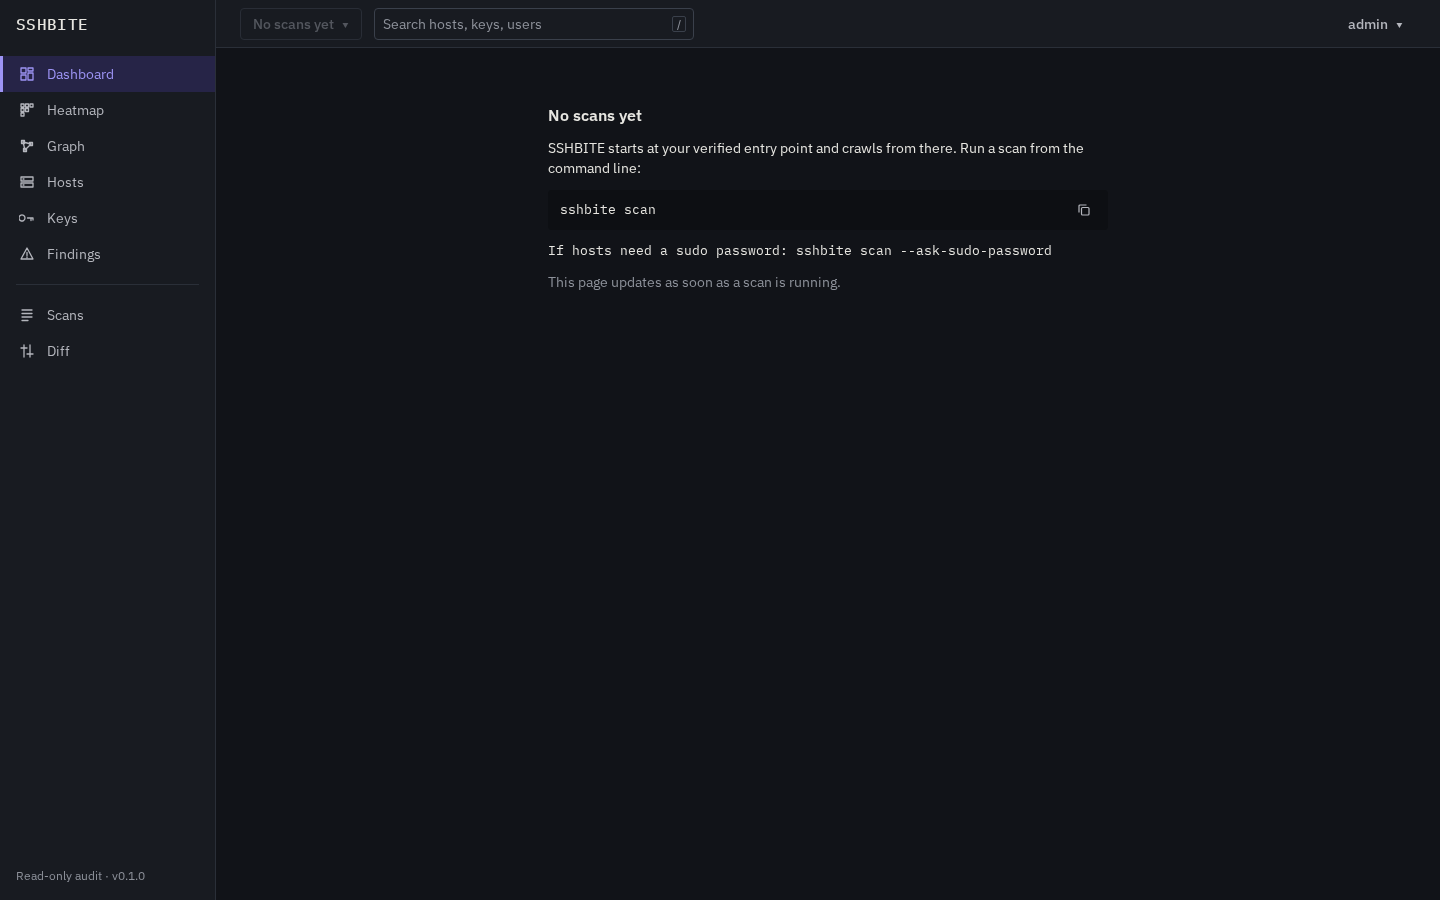 SSHBITE
No scans yet ▾
Search hosts, keys, users /
admin ▾
Dashboard
Heatmap
Graph
Hosts
Keys
Findings
Scans
Diff
No scans yet
SSHBITE starts at your verified entry point and crawls from there. Run a scan from the
command line:
sshbite scan
If hosts need a sudo password: sshbite scan --ask-sudo-password
This page updates as soon as a scan is running.
Read-only audit · v0.1.0